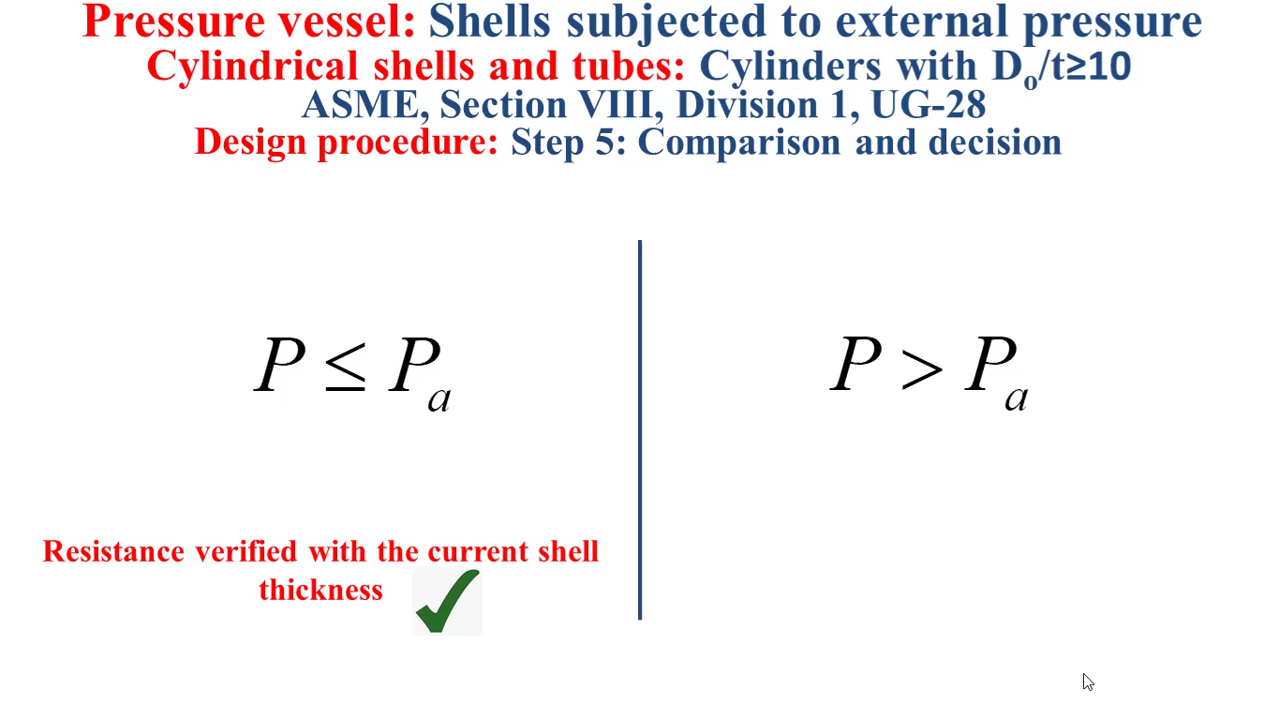 Pressure vessel: Shells subjected to external pressure
Cylindrical shells and tubes: Cylinders with Dₒ/t≥10
ASME, Section VIII, Division 1, UG-28
Design procedure: Step 5: Comparison and decision
P ≤ Pₐ
P > Pₐ
Resistance verified with the current shell
thickness